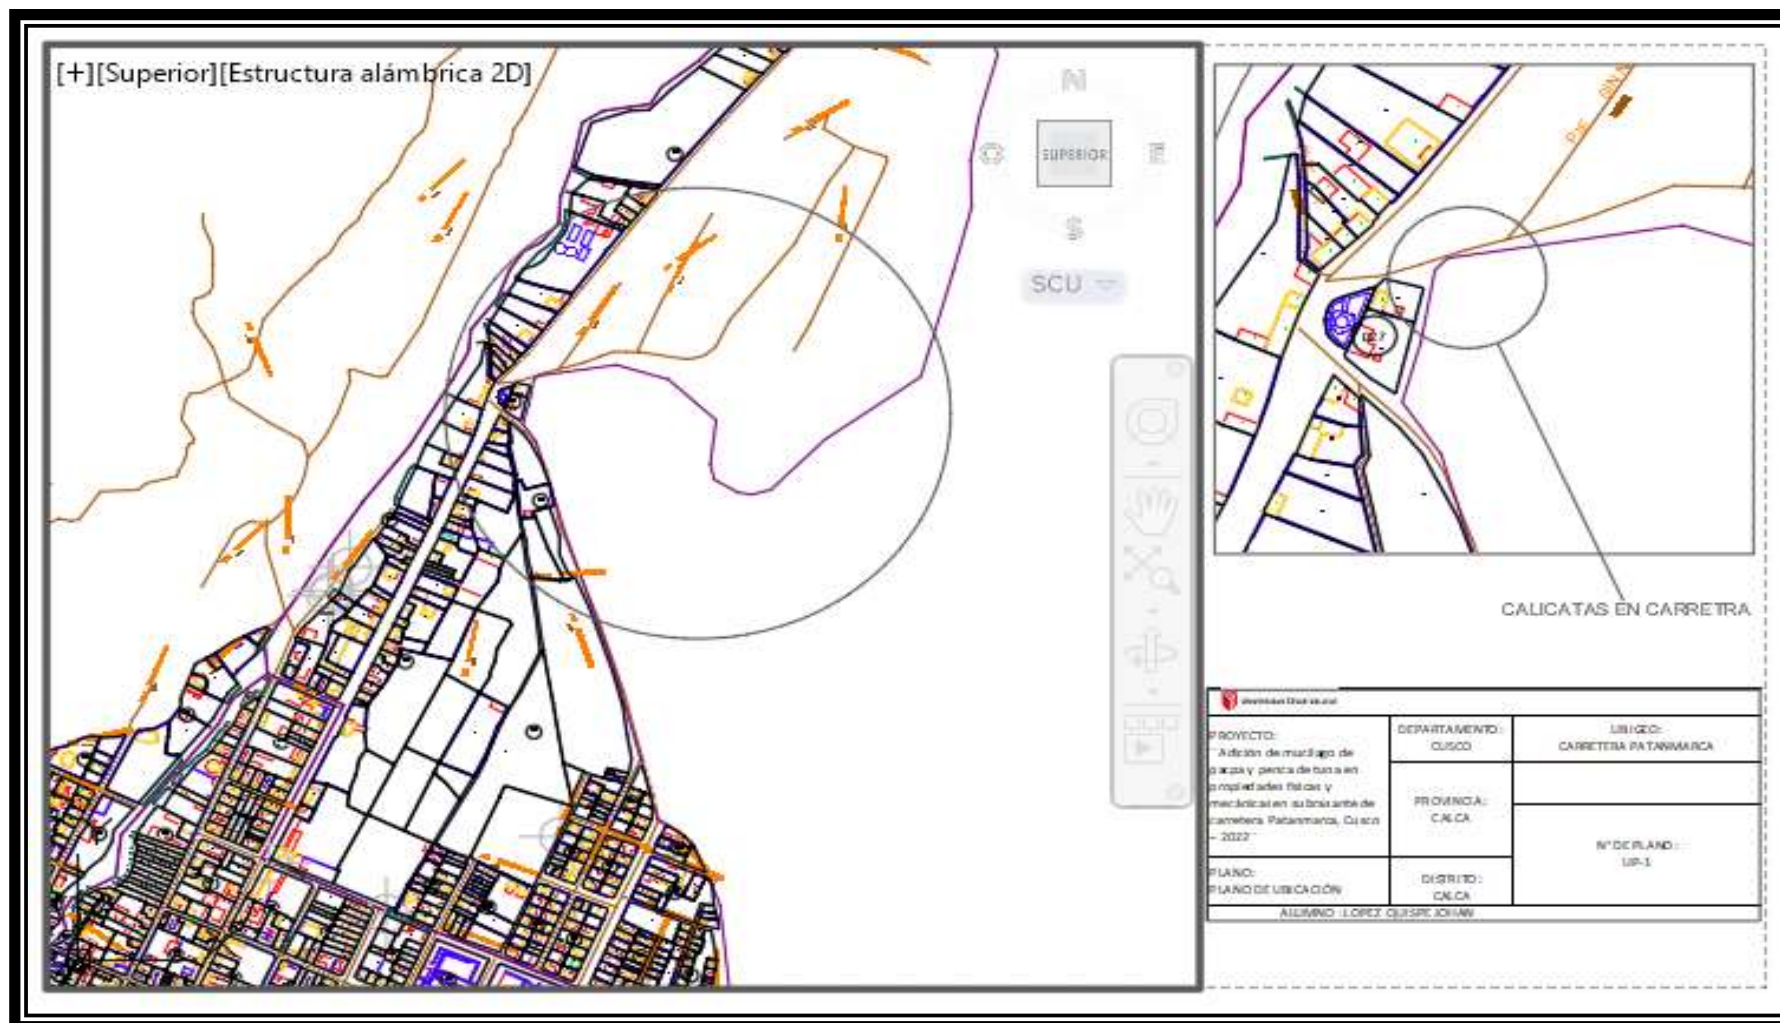 [+][Superior][Estructura alámbrica 2D]
N
SUPERIOR
S
SCU
CALICATAS EN CARRETRA
PROYECTO:
Adición de mucílago de
pacpa y penca de tuna en
propiedades físicas y
mecánicas en subrasante de
carretera Patanmarca, Cusco
– 2022
DEPARTAMENTO:
CUSCO
CARRETERA PATANMARCA
PROVINCIA:
CALCA
N° DE PLANO:
UP-1
PLANO:
PLANO DE UBICACIÓN
DISTRITO:
CALCA
ALUMNO : LOPEZ QUISPE JOHAN